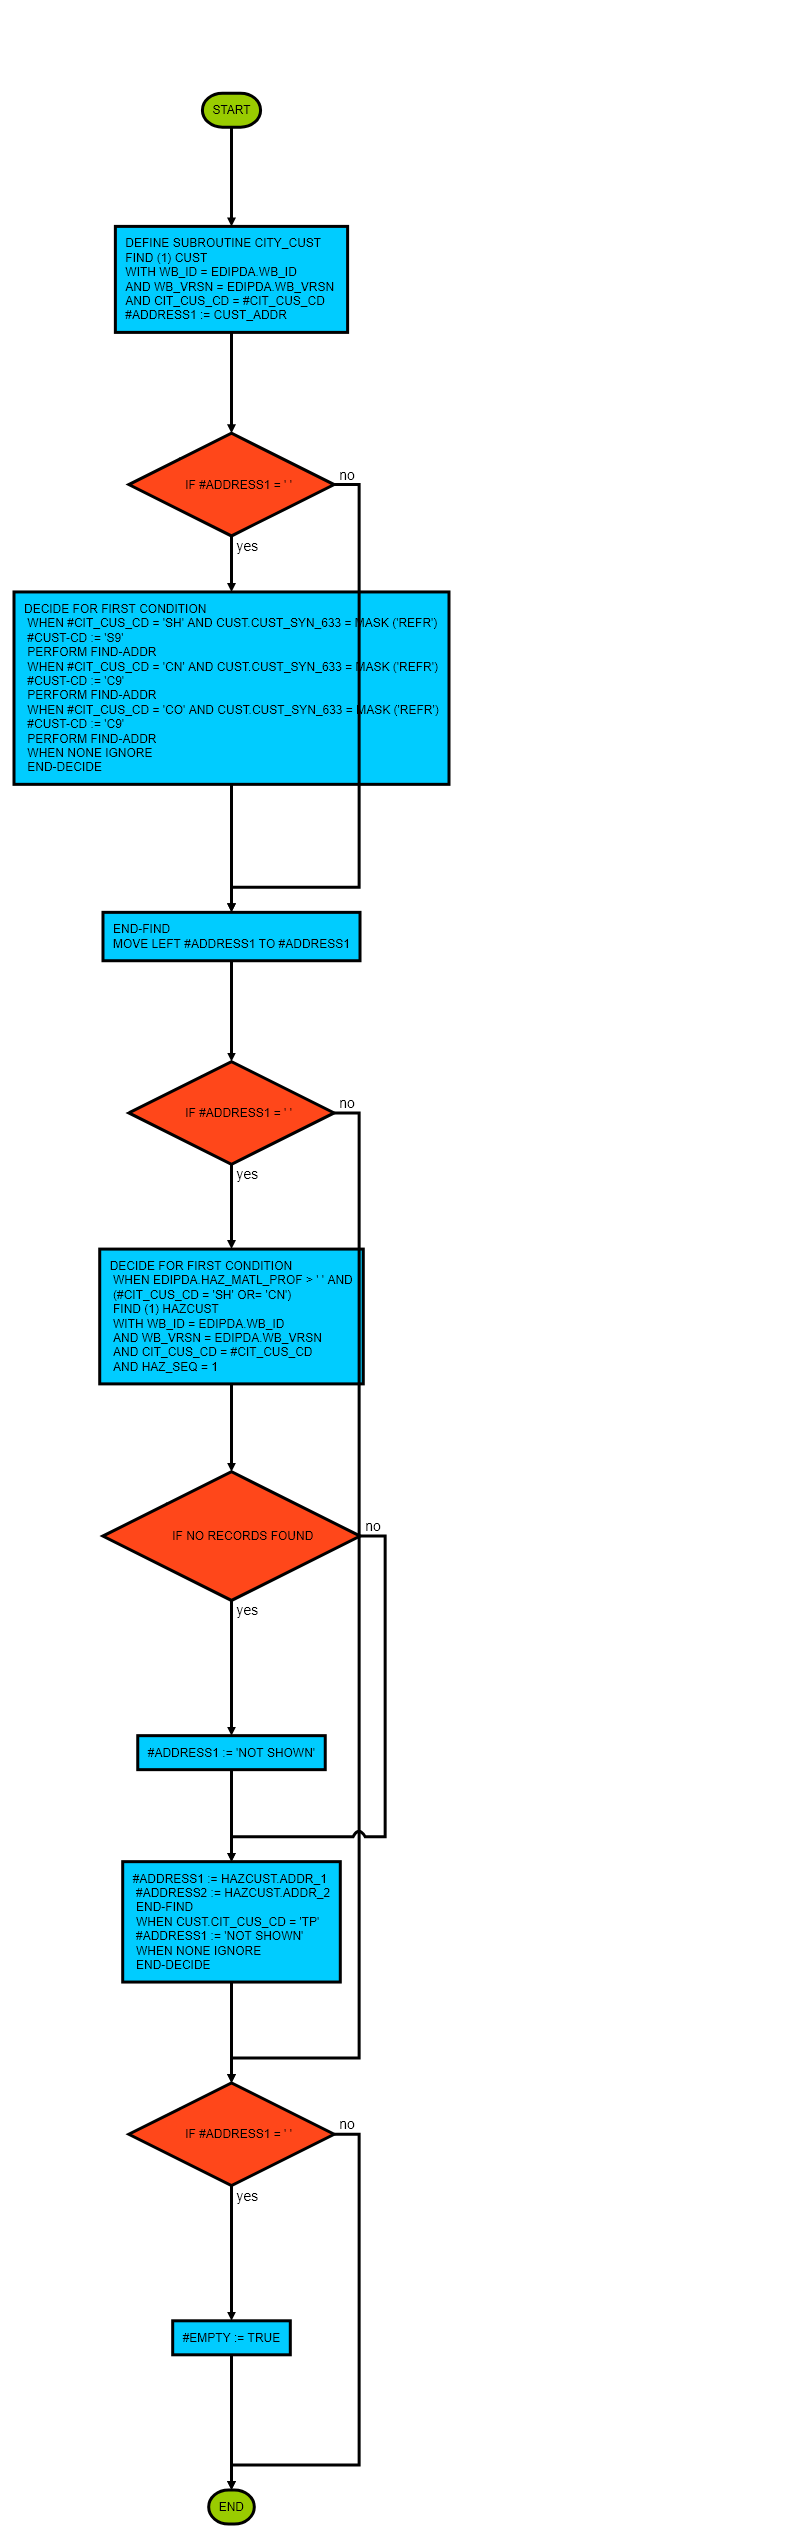 START
DEFINE SUBROUTINE CITY_CUST
FIND (1) CUST
WITH WB_ID = EDIPDA.WB_ID
AND WB_VRSN = EDIPDA.WB_VRSN
AND CIT_CUS_CD = #CIT_CUS_CD
#ADDRESS1 := CUST_ADDR
IF #ADDRESS1 = ' '
no
yes
DECIDE FOR FIRST CONDITION
WHEN #CIT_CUS_CD = 'SH' AND CUST.CUST_SYN_633 = MASK ('REFR')
#CUST-CD := 'S9'
PERFORM FIND-ADDR
WHEN #CIT_CUS_CD = 'CN' AND CUST.CUST_SYN_633 = MASK ('REFR')
#CUST-CD := 'C9'
PERFORM FIND-ADDR
WHEN #CIT_CUS_CD = 'CO' AND CUST.CUST_SYN_633 = MASK ('REFR')
#CUST-CD := 'C9'
PERFORM FIND-ADDR
WHEN NONE IGNORE
END-DECIDE
END-FIND
MOVE LEFT #ADDRESS1 TO #ADDRESS1
IF #ADDRESS1 = ' '
no
yes
DECIDE FOR FIRST CONDITION
WHEN EDIPDA.HAZ_MATL_PROF > ' ' AND
(#CIT_CUS_CD = 'SH' OR= 'CN')
FIND (1) HAZCUST
WITH WB_ID = EDIPDA.WB_ID
AND WB_VRSN = EDIPDA.WB_VRSN
AND CIT_CUS_CD = #CIT_CUS_CD
AND HAZ_SEQ = 1
IF NO RECORDS FOUND
no
yes
#ADDRESS1 := 'NOT SHOWN'
#ADDRESS1 := HAZCUST.ADDR_1
#ADDRESS2 := HAZCUST.ADDR_2
END-FIND
WHEN CUST.CIT_CUS_CD = 'TP'
#ADDRESS1 := 'NOT SHOWN'
WHEN NONE IGNORE
END-DECIDE
IF #ADDRESS1 = ' '
no
yes
#EMPTY := TRUE
END